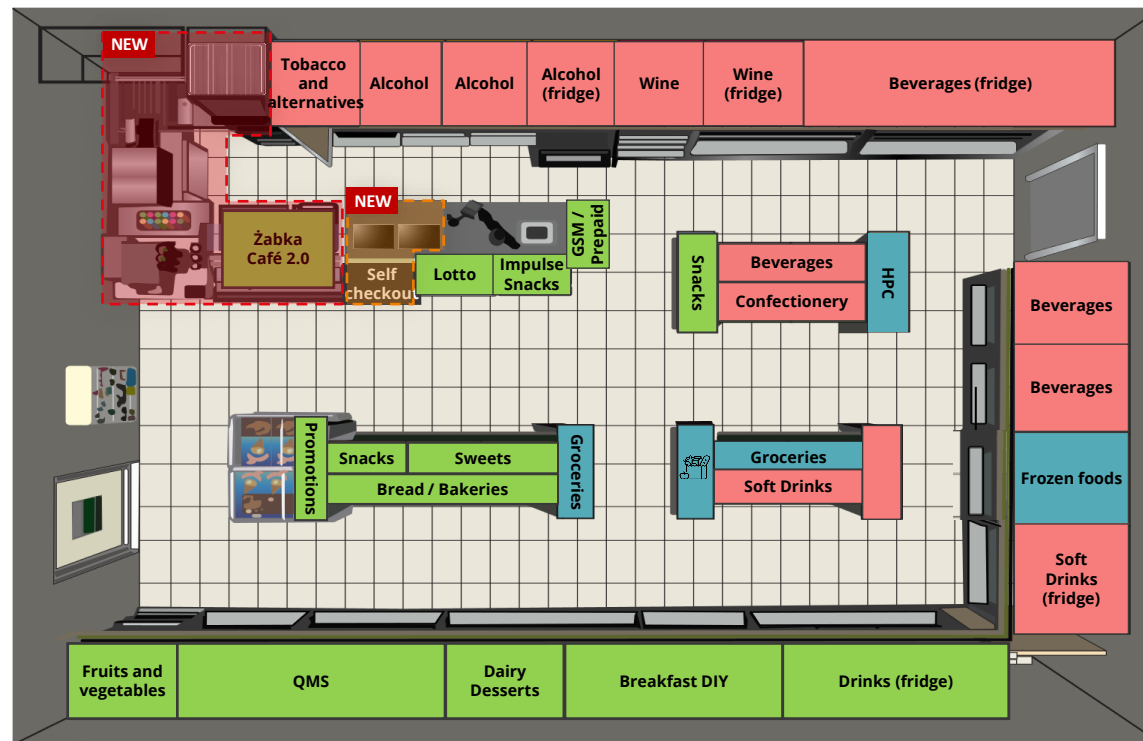 NEW
Tobacco
and
alternatives
Alcohol
Alcohol
Alcohol
(fridge)
Wine
Wine
(fridge)
Beverages (fridge)
NEW
Żabka
Café 2.0
Self
checkout
Lotto
Impulse
Snacks
GSM /
Prepaid
Snacks
Beverages
Confectionery
HPC
Beverages
Beverages
Frozen foods
Soft
Drinks
(fridge)
Promotions
Snacks
Sweets
Bread / Bakeries
Groceries
Groceries
Soft Drinks
Fruits and
vegetables
QMS
Dairy
Desserts
Breakfast DIY
Drinks (fridge)